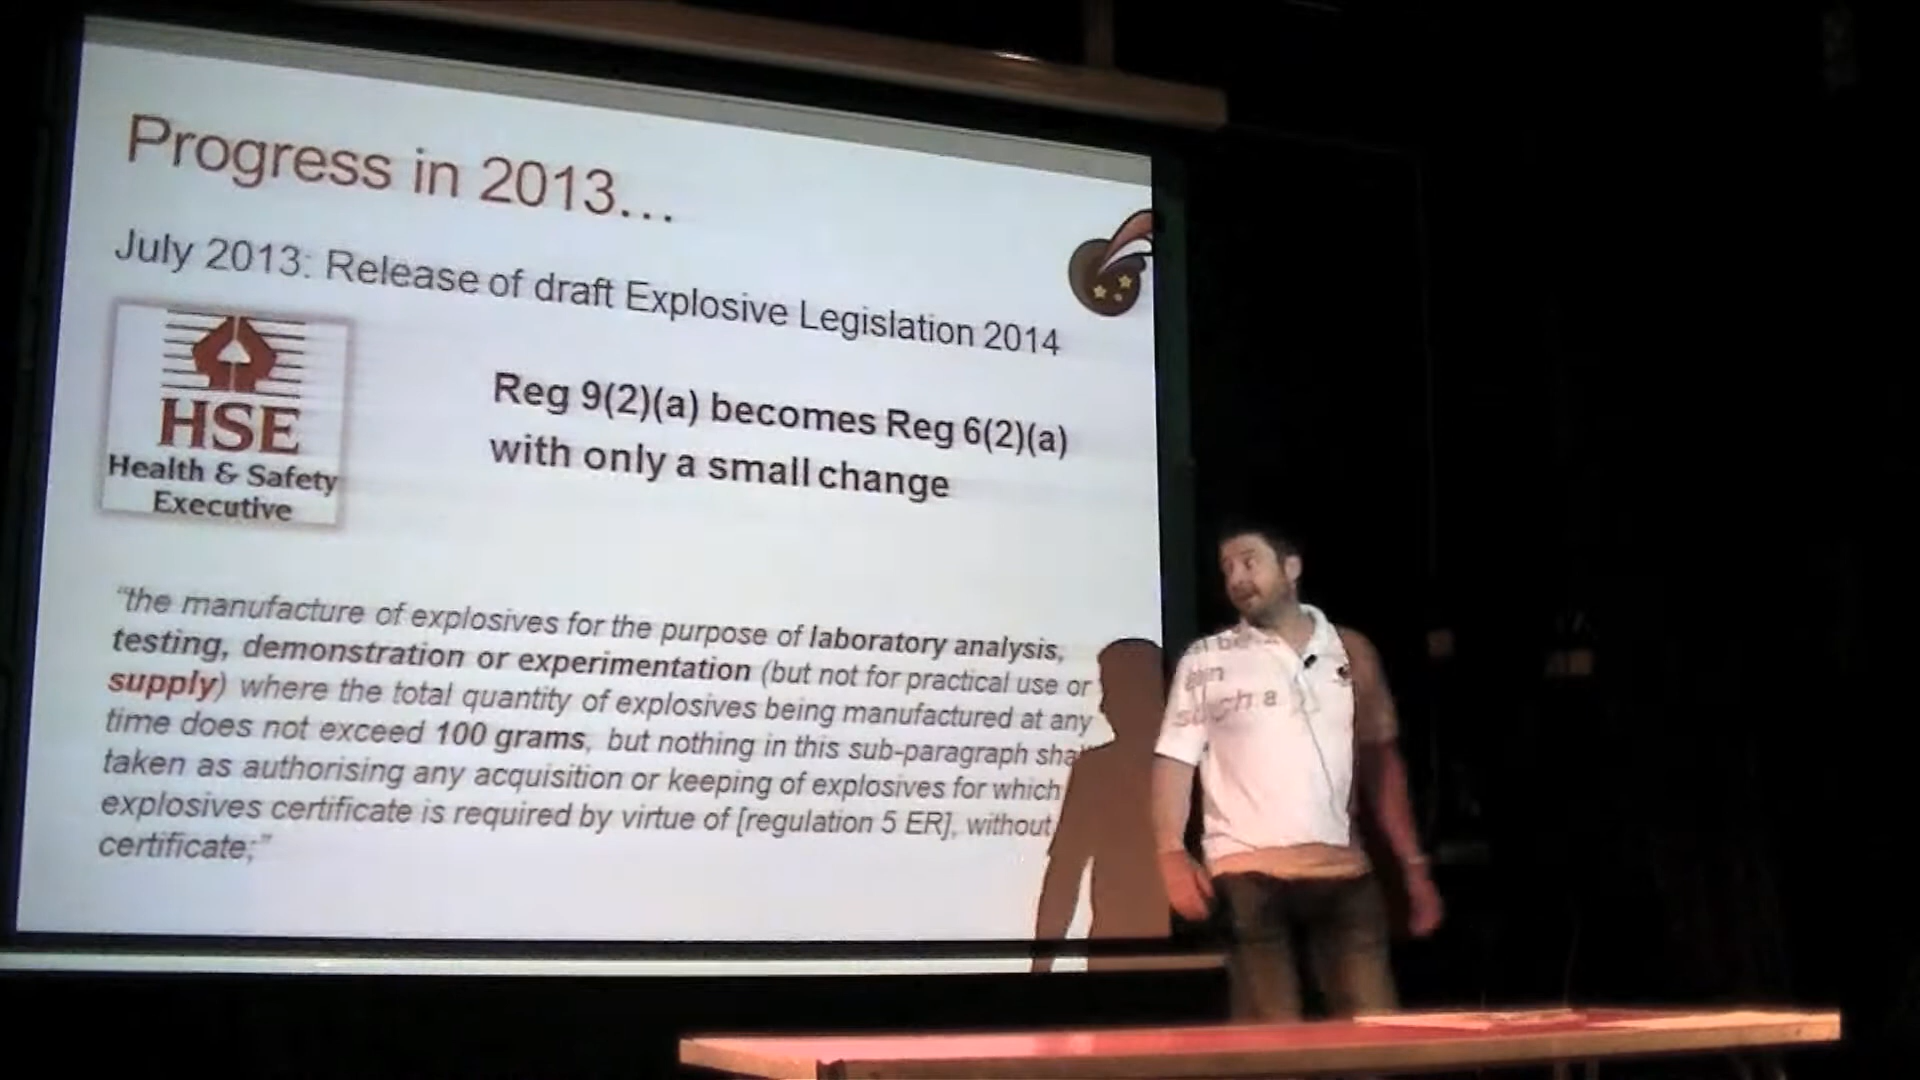 Progress in 2013...
July 2013: Release of draft Explosive Legislation 2014
HSE
Health & Safety
Executive
Reg 9(2)(a) becomes Reg 6(2)(a)
with only a small change
“the manufacture of explosives for the purpose of laboratory analysis,
testing, demonstration or experimentation (but not for practical use or
supply) where the total quantity of explosives being manufactured at any
time does not exceed 100 grams, but nothing in this sub-paragraph
taken as authorising any acquisition or keeping of explosives for which
explosives certificate is required by virtue of [regulation 5 ER], without
certificate;”
such a